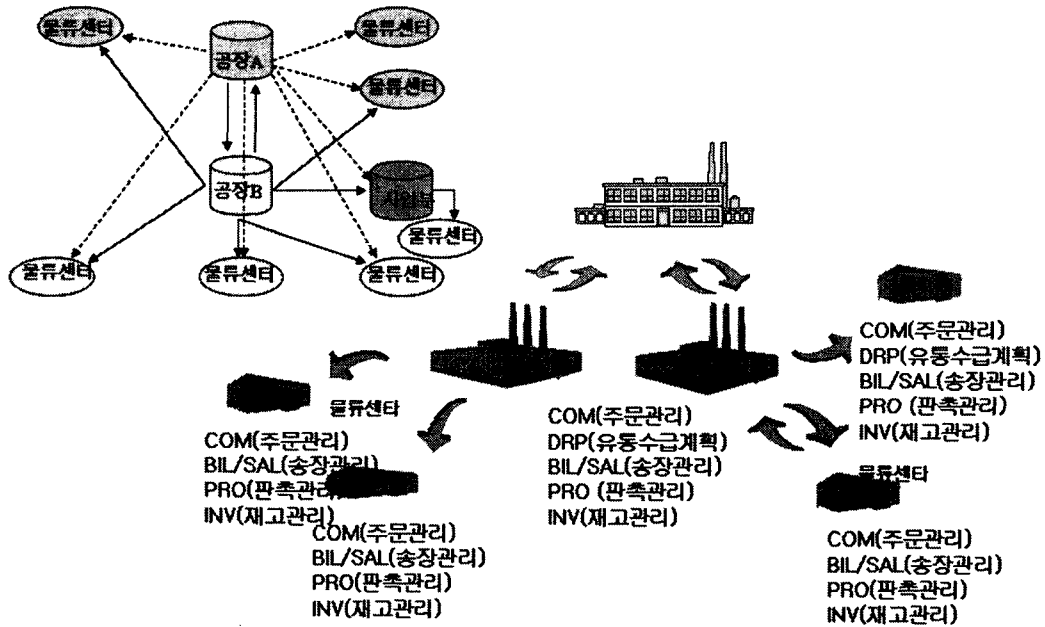 물류센터
물류센터
공장A
물류센터
공장B
사업부
물류센터
물류센터
물류센터
물류센터
COM(주문관리)
DRP(유통수급계획)
BIL/SAL(송장관리)
PRO (판촉관리)
INV(재고관리)
물류센타
COM(주문관리)
BIL/SAL(송장관리)
PRO(판촉관리)
INV(재고관리)
COM(주문관리)
DRP(유통수급계획)
BIL/SAL(송장관리)
PRO (판촉관리)
INV(재고관리)
물류센타
COM(주문관리)
BIL/SAL(송장관리)
PRO(판촉관리)
INV(재고관리)
COM(주문관리)
BIL/SAL(송장관리)
PRO(판촉관리)
INV(재고관리)